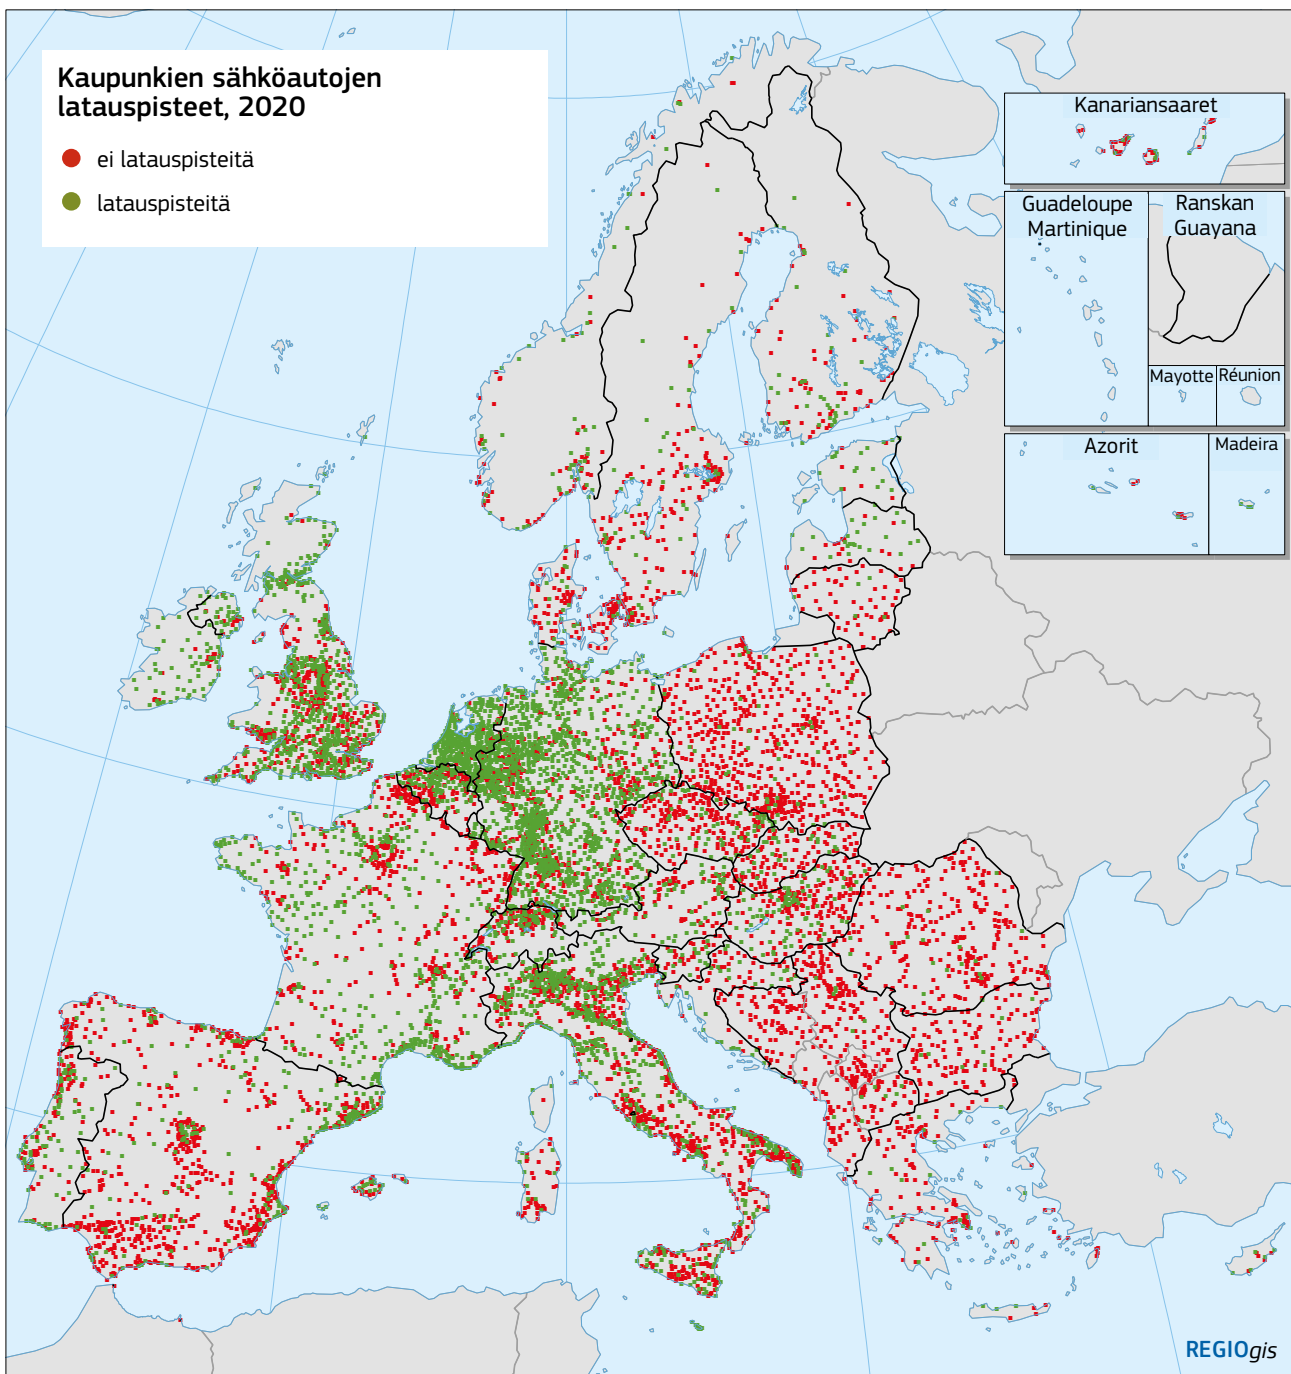 Kaupunkien sähköautojen
latauspisteet, 2020
ei latauspisteitä
latauspisteitä
Kanariansaaret
Guadeloupe
Martinique
Ranskan
Guayana
Mayotte
Réunion
Azorit
Madeira
REGIOgis